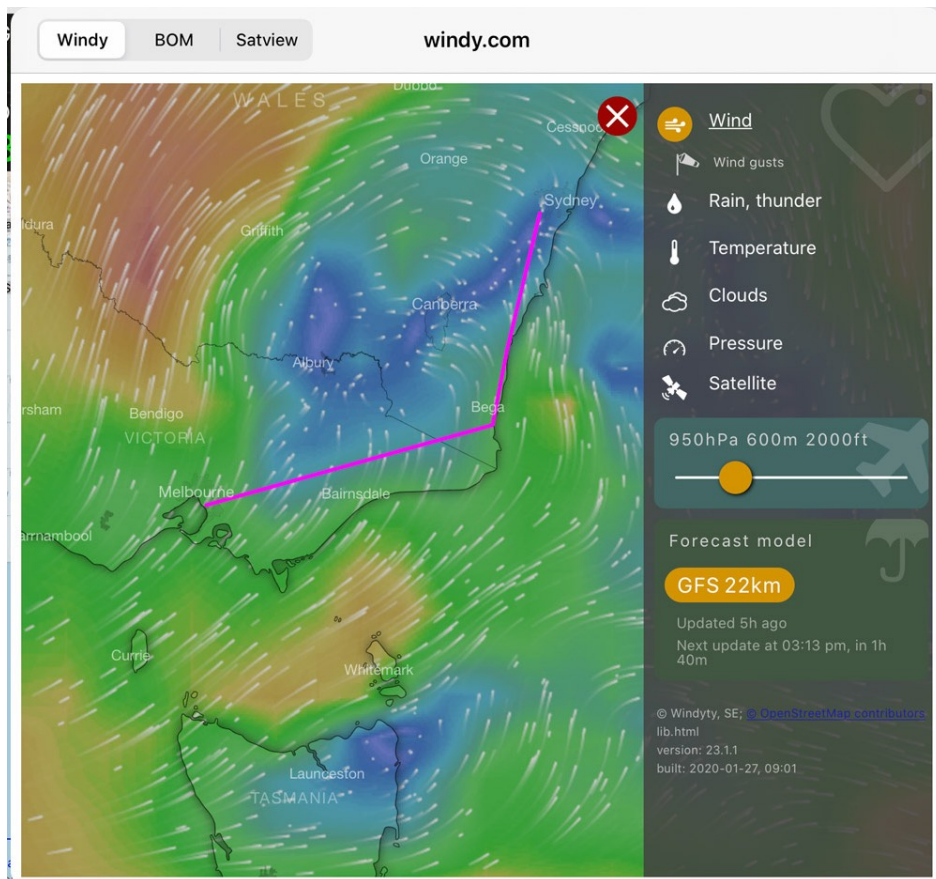 Windy
BOM
Satview
windy.com
WALES
Dubbo
Cessnoc
Orange
Sydney
ldura
Griffith
Canberra
Albury
Bega
rsham
Bendigo
VICTORIA
Melbourne
Bairnsdale
arrnambool
Currie
Whitemark
Launceston
TASMANIA
Wind
Wind gusts
Rain, thunder
Temperature
Clouds
Pressure
Satellite
950hPa 600m 2000ft
Forecast model
GFS 22km
Updated 5h ago
Next update at 03:13 pm, in 1h
40m
© Windyty, SE; © OpenStreetMap contributors
lib.html
version: 23.1.1
built: 2020-01-27, 09:01